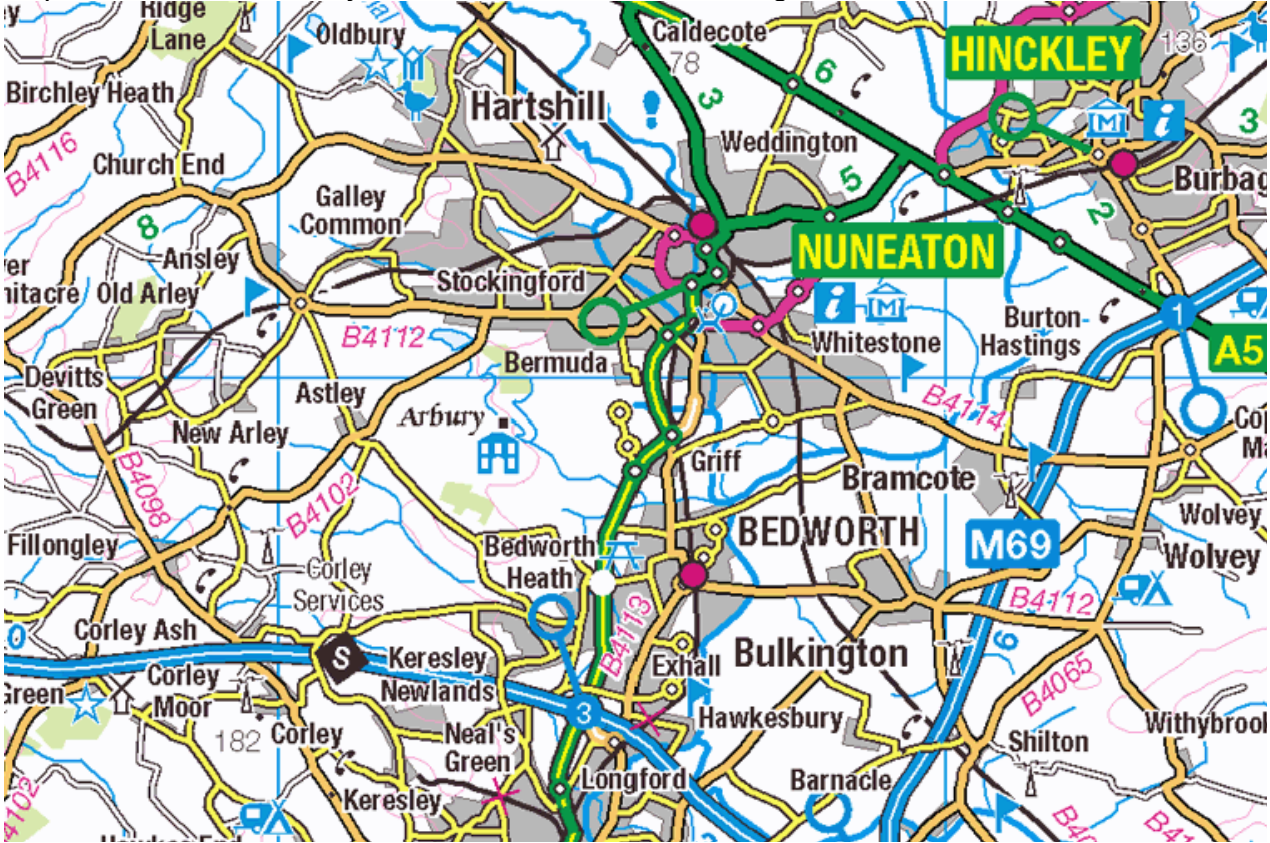 Ridge
Lane
Oldbury
Caldecote
78
HINCKLEY
136
6
3
Birchley Heath
Hartshill
Weddington
i
3
B4116
Church End
5
Burbag
Galley
Common
2
8
Ansley
NUNEATON
Stockingford
Old Arley
nitacre
i
1
Burton-
Hastings
B4112
Whitestone
A5
Bermuda
Devitts
Green
Astley
B4114
Arbury
New Arley
Griff
B4098
B4102
Bramcote
Wolvey
BEDWORTH
M69
Fillongley
Bedworth
Heath
Wolvey
Corley
Services
B4113
B4112
Corley Ash
6
S
Keresley
Newlands
Exhall
Bulkington
B4065
Green
Corley
Moor
3
Hawkesbury
182
Corley
Neal's
Green
Shilton
Withybrook
Longford
Barnacle
Keresley
4102